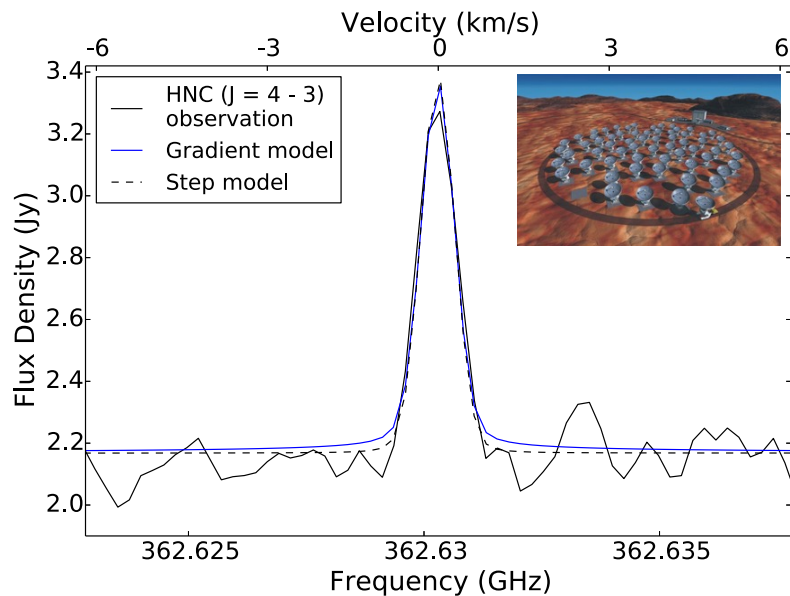 Velocity (km/s)
-6 -3 0 3 6
3.4
3.2
3.0
2.8
2.6
2.4
2.2
2.0
Flux Density (Jy)
HNC (J = 4 - 3)
observation
Gradient model
Step model
362.625 362.63 362.635
Frequency (GHz)